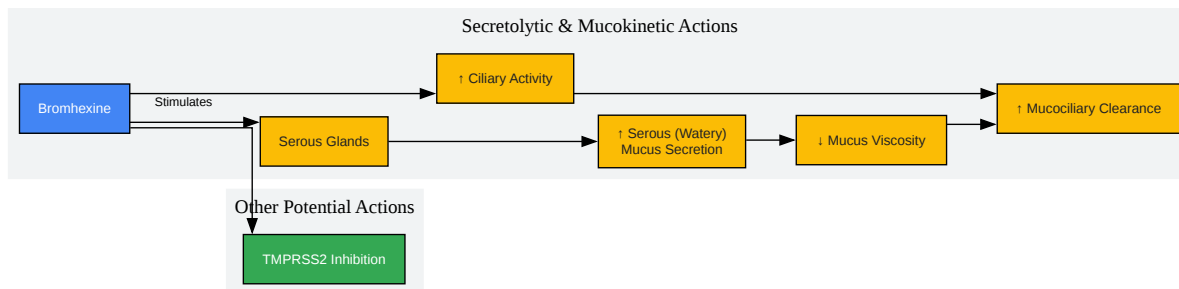 Secretolytic & Mucokinetic Actions
↑ Ciliary Activity
Bromhexine
Stimulates
↑ Mucociliary Clearance
Serous Glands
↑ Serous (Watery)
Mucus Secretion
↓ Mucus Viscosity
Other Potential Actions
TMPRSS2 Inhibition